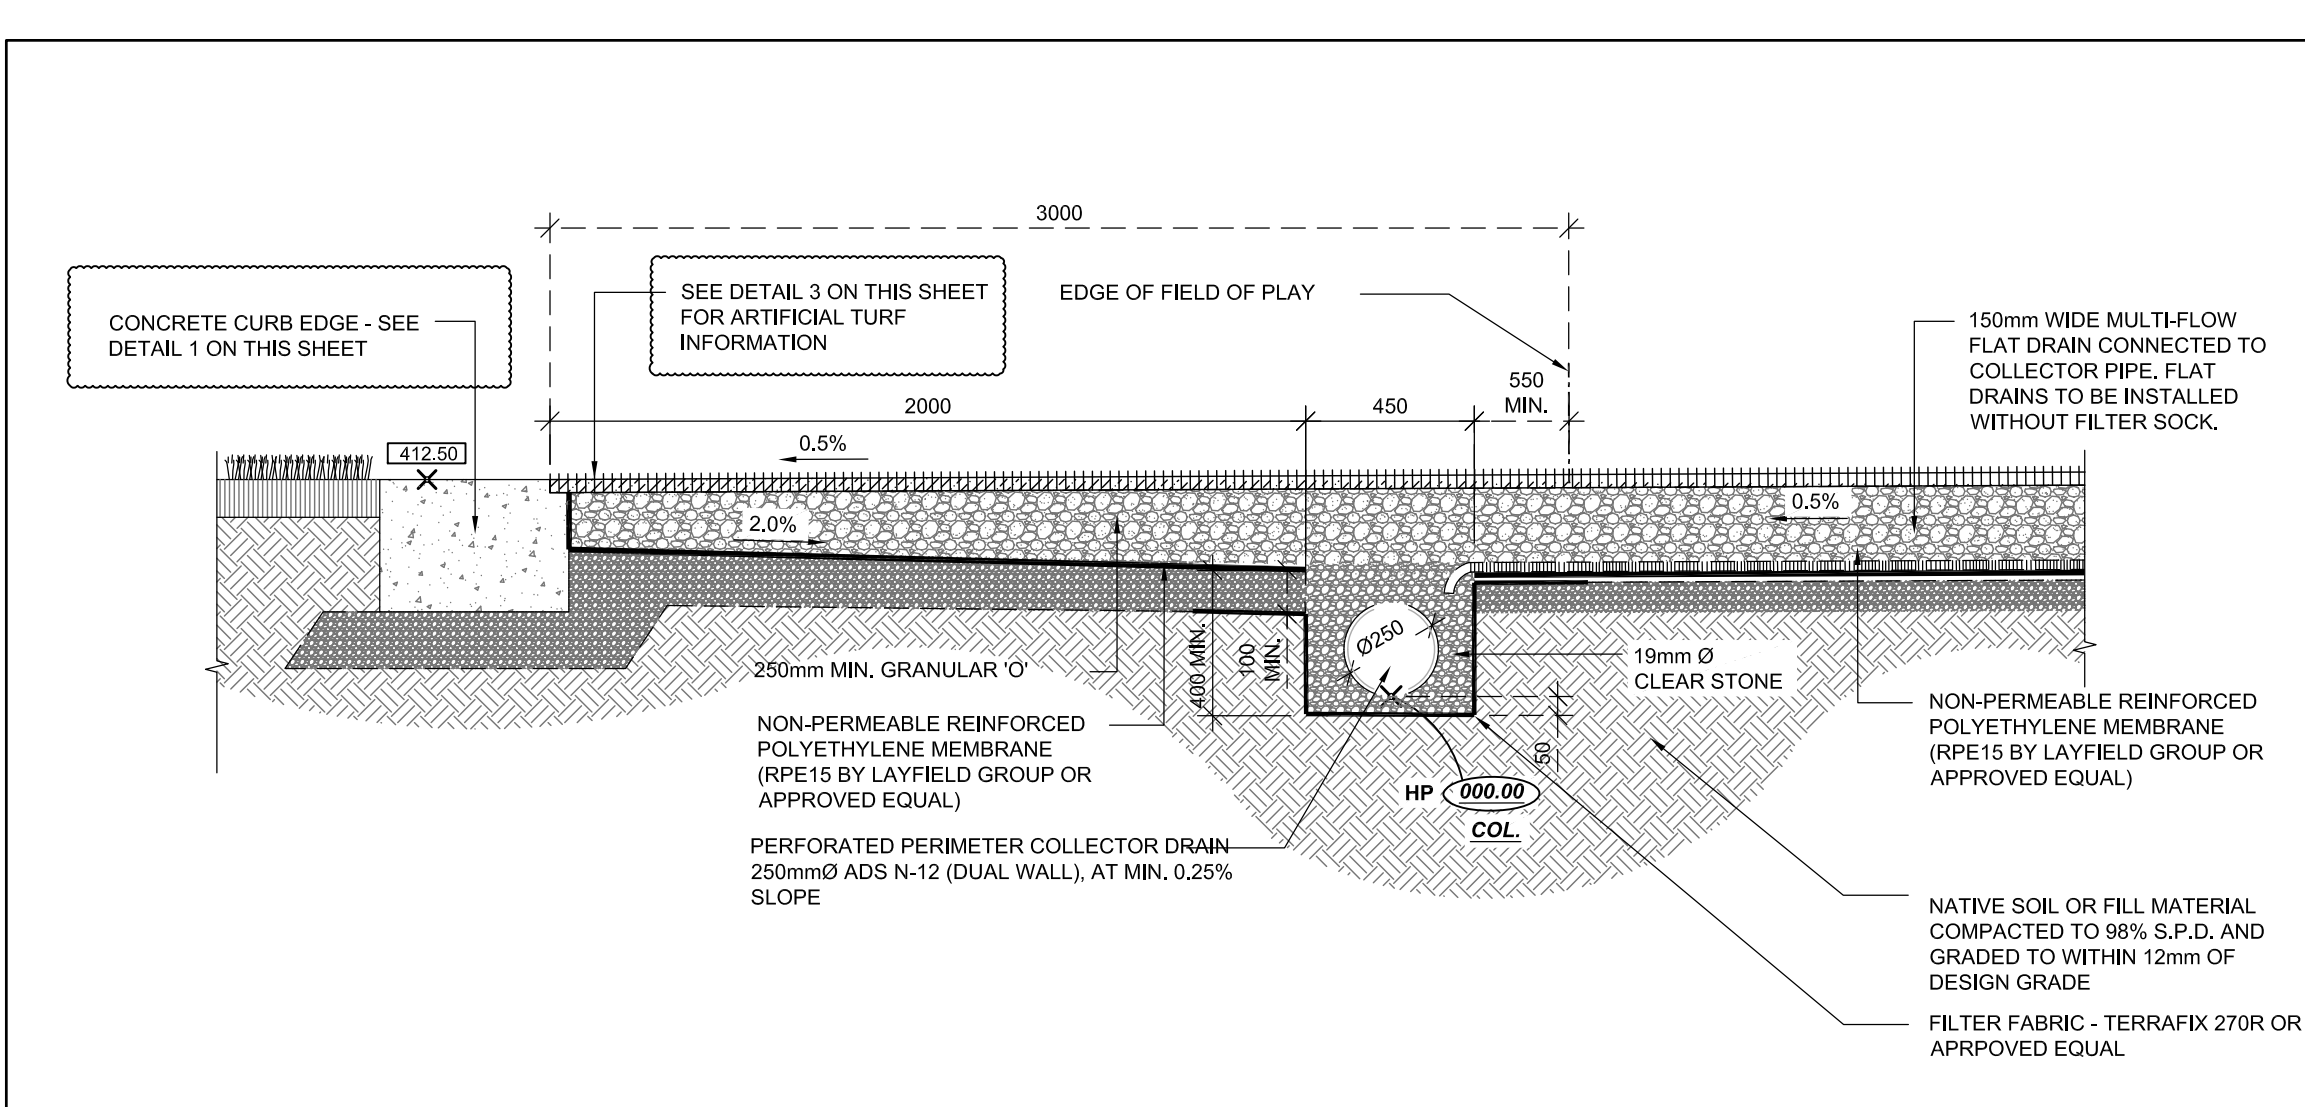 3000
CONCRETE CURB EDGE - SEE
DETAIL 1 ON THIS SHEET
SEE DETAIL 3 ON THIS SHEET
FOR ARTIFICIAL TURF
INFORMATION
EDGE OF FIELD OF PLAY
150mm WIDE MULTI-FLOW
FLAT DRAIN CONNECTED TO
COLLECTOR PIPE. FLAT
DRAINS TO BE INSTALLED
WITHOUT FILTER SOCK.
2000
450
550
MIN.
412.50
0.5%
2.0%
0.5%
250mm MIN. GRANULAR 'O'
400 MIN.
100
MIN.
Ø250
19mm Ø
CLEAR STONE
50
NON-PERMEABLE REINFORCED
POLYETHYLENE MEMBRANE
(RPE15 BY LAYFIELD GROUP OR
APPROVED EQUAL)
NON-PERMEABLE REINFORCED
POLYETHYLENE MEMBRANE
(RPE15 BY LAYFIELD GROUP OR
APPROVED EQUAL)
HP 000.00
COL.
PERFORATED PERIMETER COLLECTOR DRAIN
250mmØ ADS N-12 (DUAL WALL), AT MIN. 0.25%
SLOPE
NATIVE SOIL OR FILL MATERIAL
COMPACTED TO 98% S.P.D. AND
GRADED TO WITHIN 12mm OF
DESIGN GRADE
FILTER FABRIC - TERRAFIX 270R OR
APRPOVED EQUAL